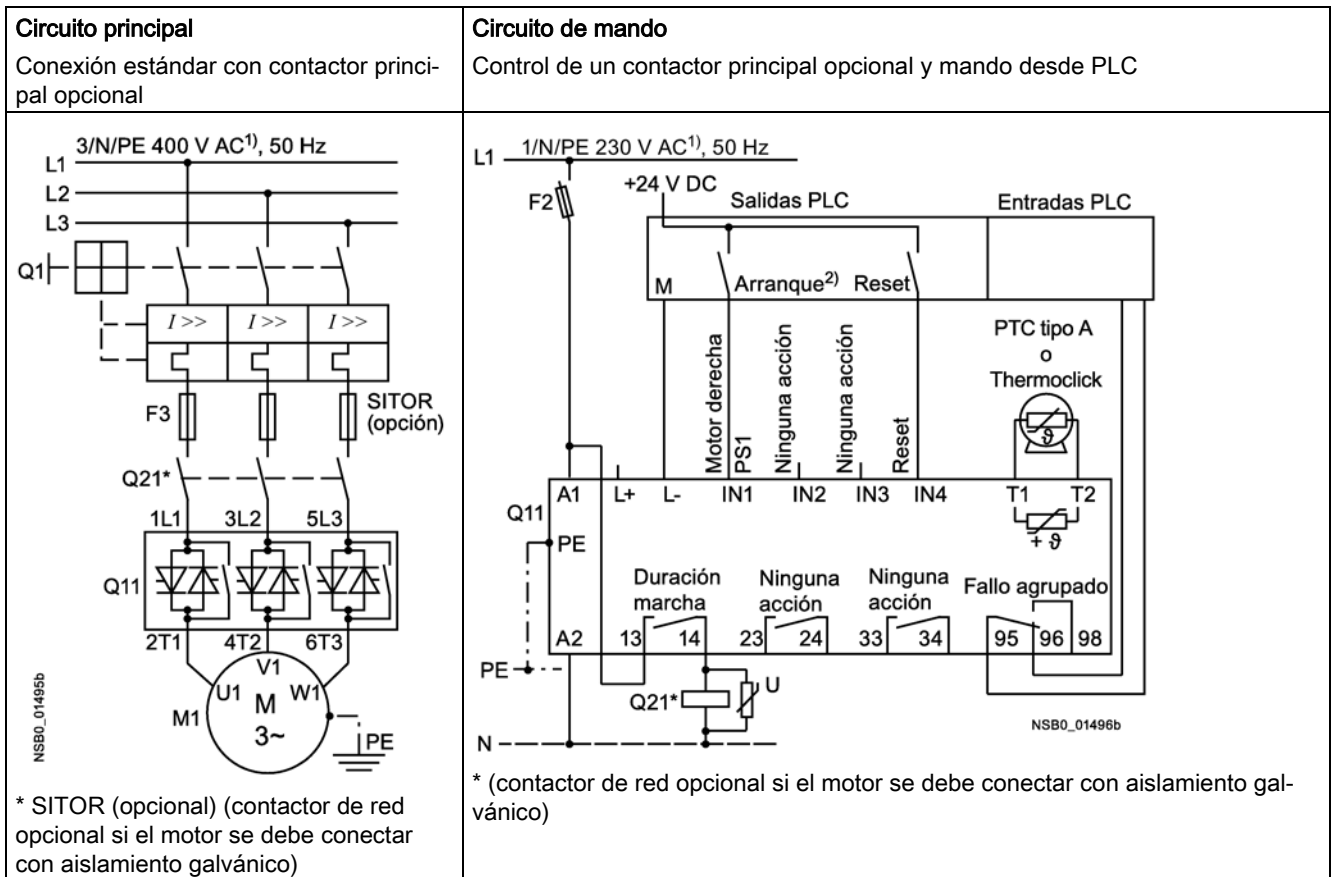 Circuito principal
Conexión estándar con contactor princi-
pal opcional
3/N/PE 400 V AC1), 50 Hz
L1
L2
L3
Q1
I >> I >> I >>
F3
SITOR
(opción)
Q21*
1L1 3L2 5L3
Q11
2T1 4T2 6T3
V1
U1 W1
M
3~
M1
PE
NSB0_01495b
* SITOR (opcional) (contactor de red
opcional si el motor se debe conectar
con aislamiento galvánico)
Circuito de mando
Control de un contactor principal opcional y mando desde PLC
L1 1/N/PE 230 V AC1), 50 Hz
F2
+24 V DC
Salidas PLC
Entradas PLC
M
Arranque2)
Reset
Motor derecha
PS1
Ninguna acción
Ninguna acción
Reset
PTC tipo A
o
Thermoclick
ϑ
A1 L+ L- IN1 IN2 IN3 IN4 T1 T2
Q11
PE
+ ϑ
Duración
marcha
Ninguna
acción
Ninguna
acción
Fallo agrupado
A2 13 14 23 24 33 34 95 96 98
PE
Q21*
U
N
NSB0_01496b
* (contactor de red opcional si el motor se debe conectar con aislamiento gal-
vánico)